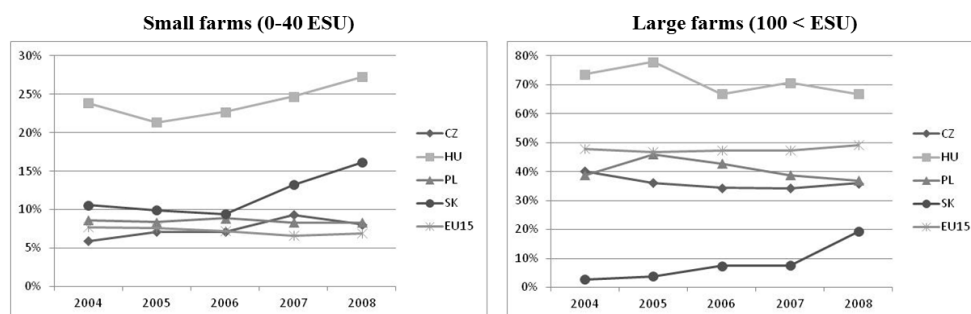 Small farms (0-40 ESU)
30%
25%
20%
15%
10%
5%
0%
2004 2005 2006 2007 2008
CZ
HU
PL
SK
EU15
Large farms (100 < ESU)
80%
70%
60%
50%
40%
30%
20%
10%
0%
2004 2005 2006 2007 2008
CZ
HU
PL
SK
EU15